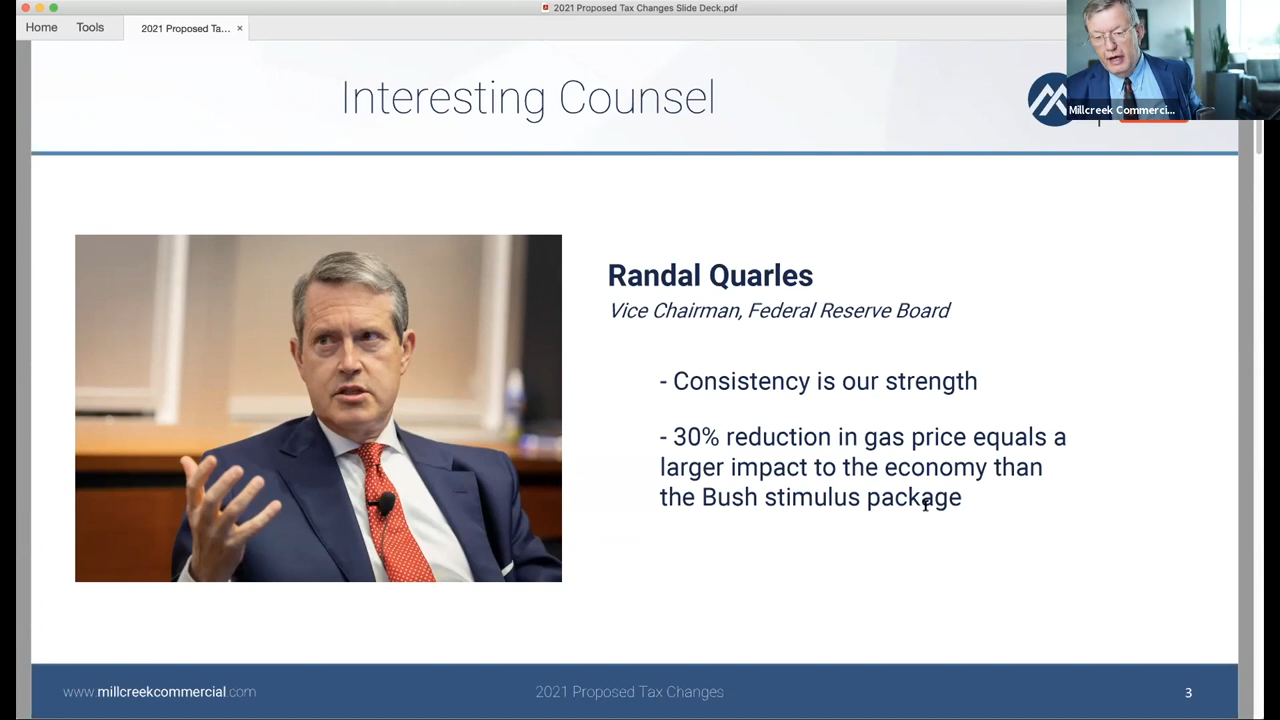 2021 Proposed Tax Changes Slide Deck.pdf
Home
Tools
2021 Proposed Ta... ×
Interesting Counsel
Millcreek Commerci...
Randal Quarles
Vice Chairman, Federal Reserve Board
- Consistency is our strength
- 30% reduction in gas price equals a
larger impact to the economy than
the Bush stimulus package
www.millcreekcommercial.com
2021 Proposed Tax Changes
3